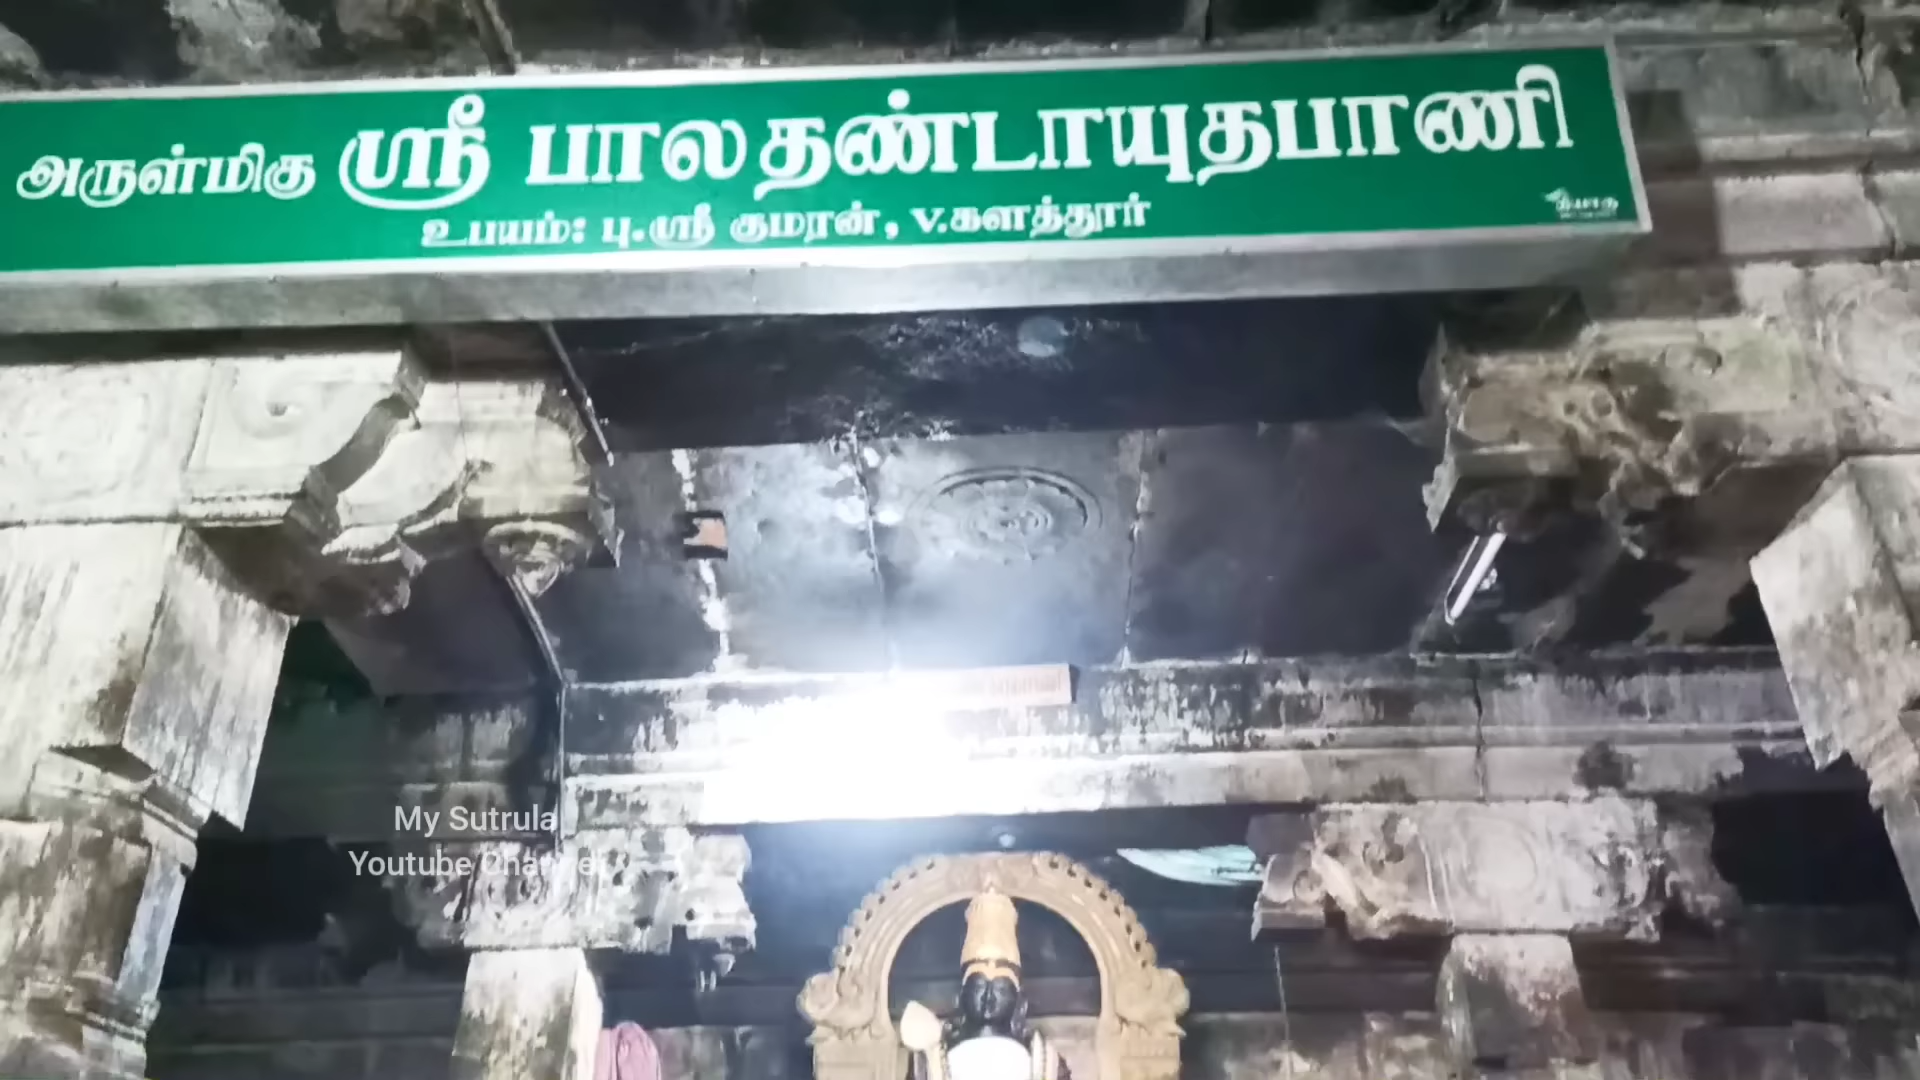 அருள்மிகு ஸ்ரீ பாலதண்டாயுதபாணி
உபயம்: பு.ஸ்ரீ குமரன், V.களத்தூர்
My Sutrula
Youtube Channel